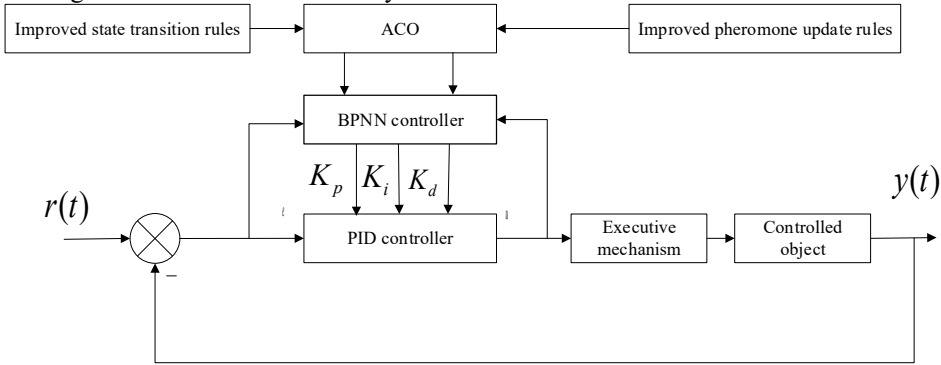 Improved state transition rules
ACO
Improved pheromone update rules
BPNN controller
K_p K_i K_d
r(t)
y(t)
PID controller
Executive
mechanism
Controlled
object
−